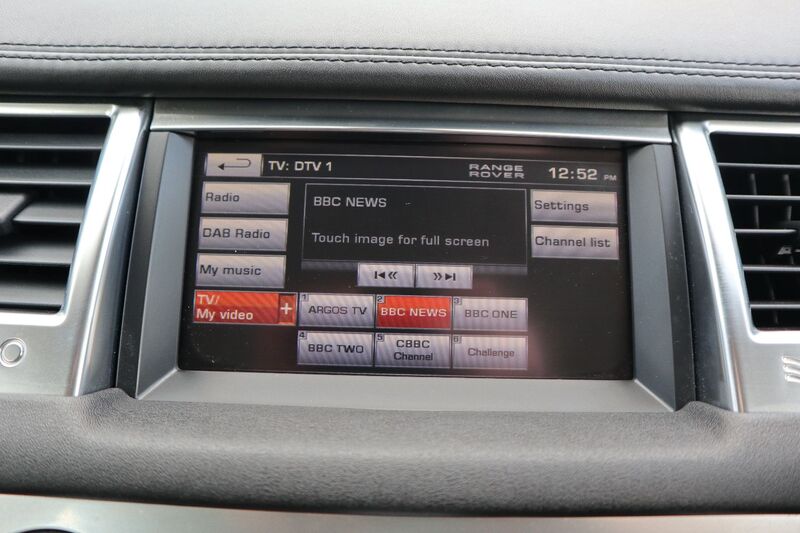 TV: DTV 1
RANGE
ROVER
12:52 PM
Radio
BBC NEWS
Settings
DAB Radio
Touch image for full screen
Channel list
My music
TV/
My video +
1 ARGOS TV
2 BBC NEWS
3 BBC ONE
4 BBC TWO
5 CBBC
Channel
6 Challenge